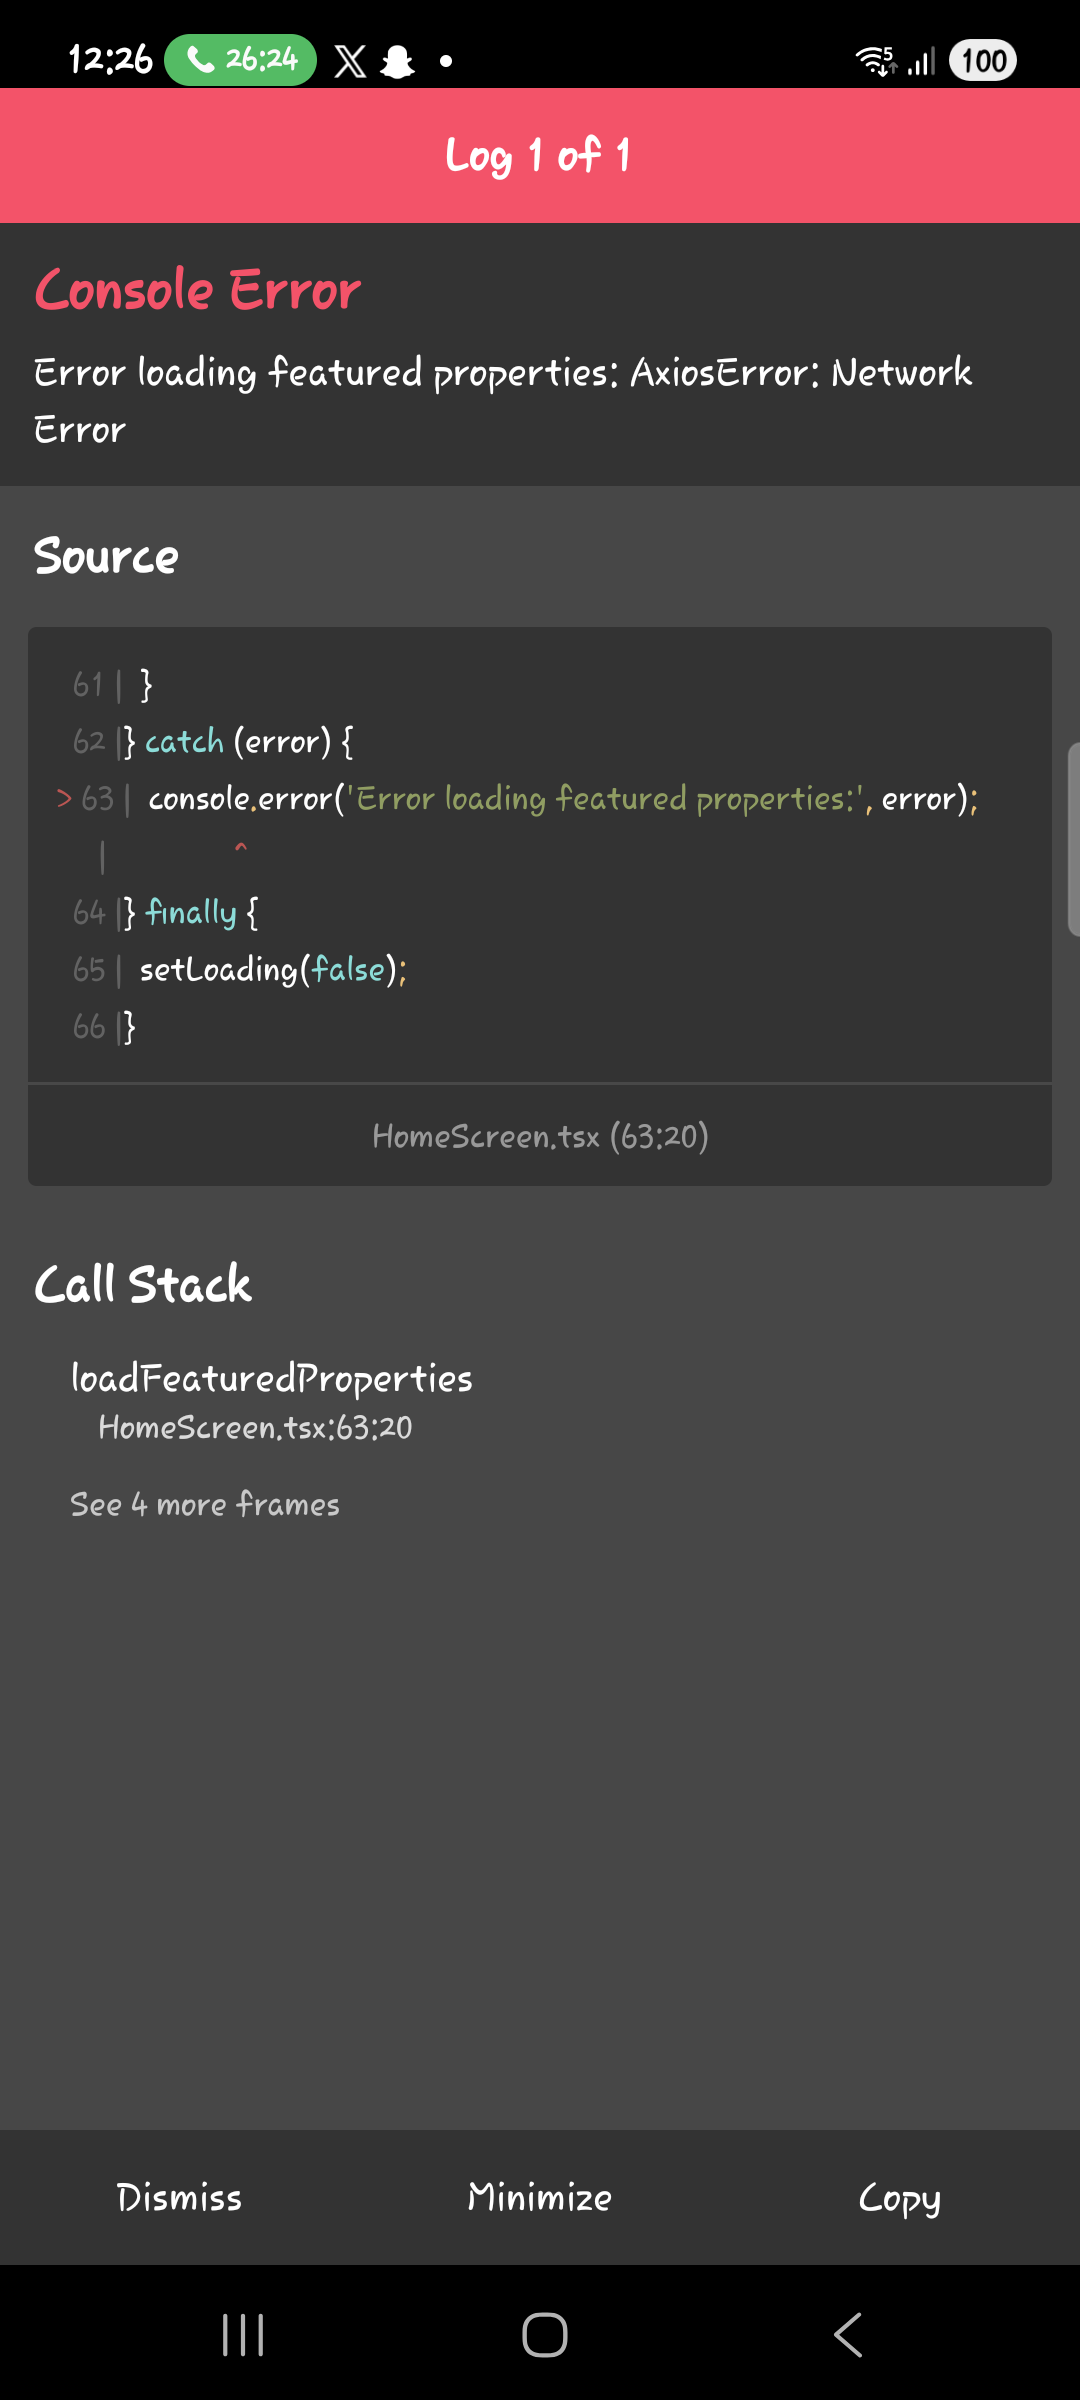 12:26 26:24 5 100
Log 1 of 1
Console Error
Error loading featured properties: AxiosError: Network
Error
Source
61 | }
62 |} catch (error) {
> 63 | console.error('Error loading featured properties:', error);
| ^
64 |} finally {
65 | setLoading(false);
66 |}
HomeScreen.tsx (63:20)
Call Stack
loadFeaturedProperties
HomeScreen.tsx:63:20
See 4 more frames
Dismiss Minimize Copy